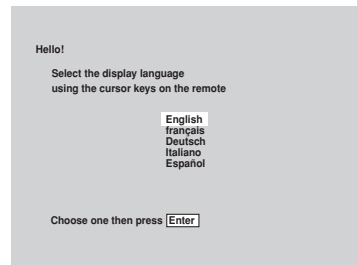 Hello!
Select the display language
using the cursor keys on the remote
English
français
Deutsch
Italiano
Español
Choose one then press Enter